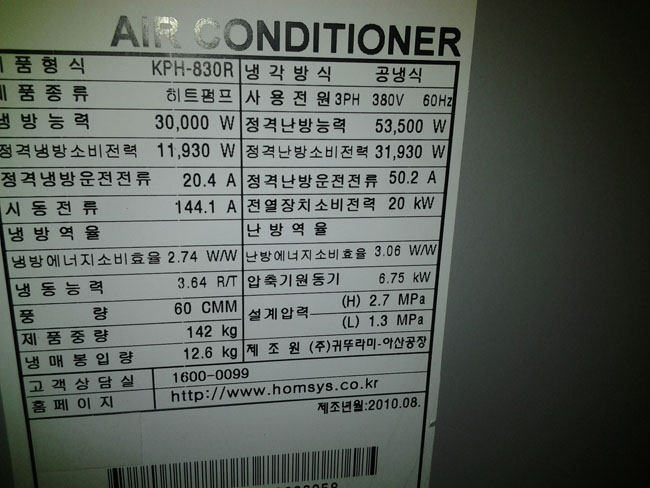 AIR CONDITIONER
제품형식 KPH-830R 냉각방식 공냉식
제품종류 히트펌프 사용전원 3PH 380V 60Hz
냉방능력 30,000 W 정격난방능력 53,500 W
정격냉방소비전력 11,930 W 정격난방소비전력 31,930 W
정격냉방운전전류 20.4 A 정격난방운전전류 50.2 A
시동전류 144.1 A 전열장치소비전력 20 kW
냉방역율 난방역율
냉방에너지소비효율 2.74 W/W 난방에너지소비효율 3.06 W/W
냉동능력 3.64 R/T 압축기원동기 6.75 kW
풍량 60 CMM 설계압력 (H) 2.7 MPa
제품중량 142 kg (L) 1.3 MPa
냉매봉입량 12.6 kg 제조원 (주)귀뚜라미-아산공장
고객상담실 1600-0099
홈페이지 http://www.homsys.co.kr
제조년월:2010.08.